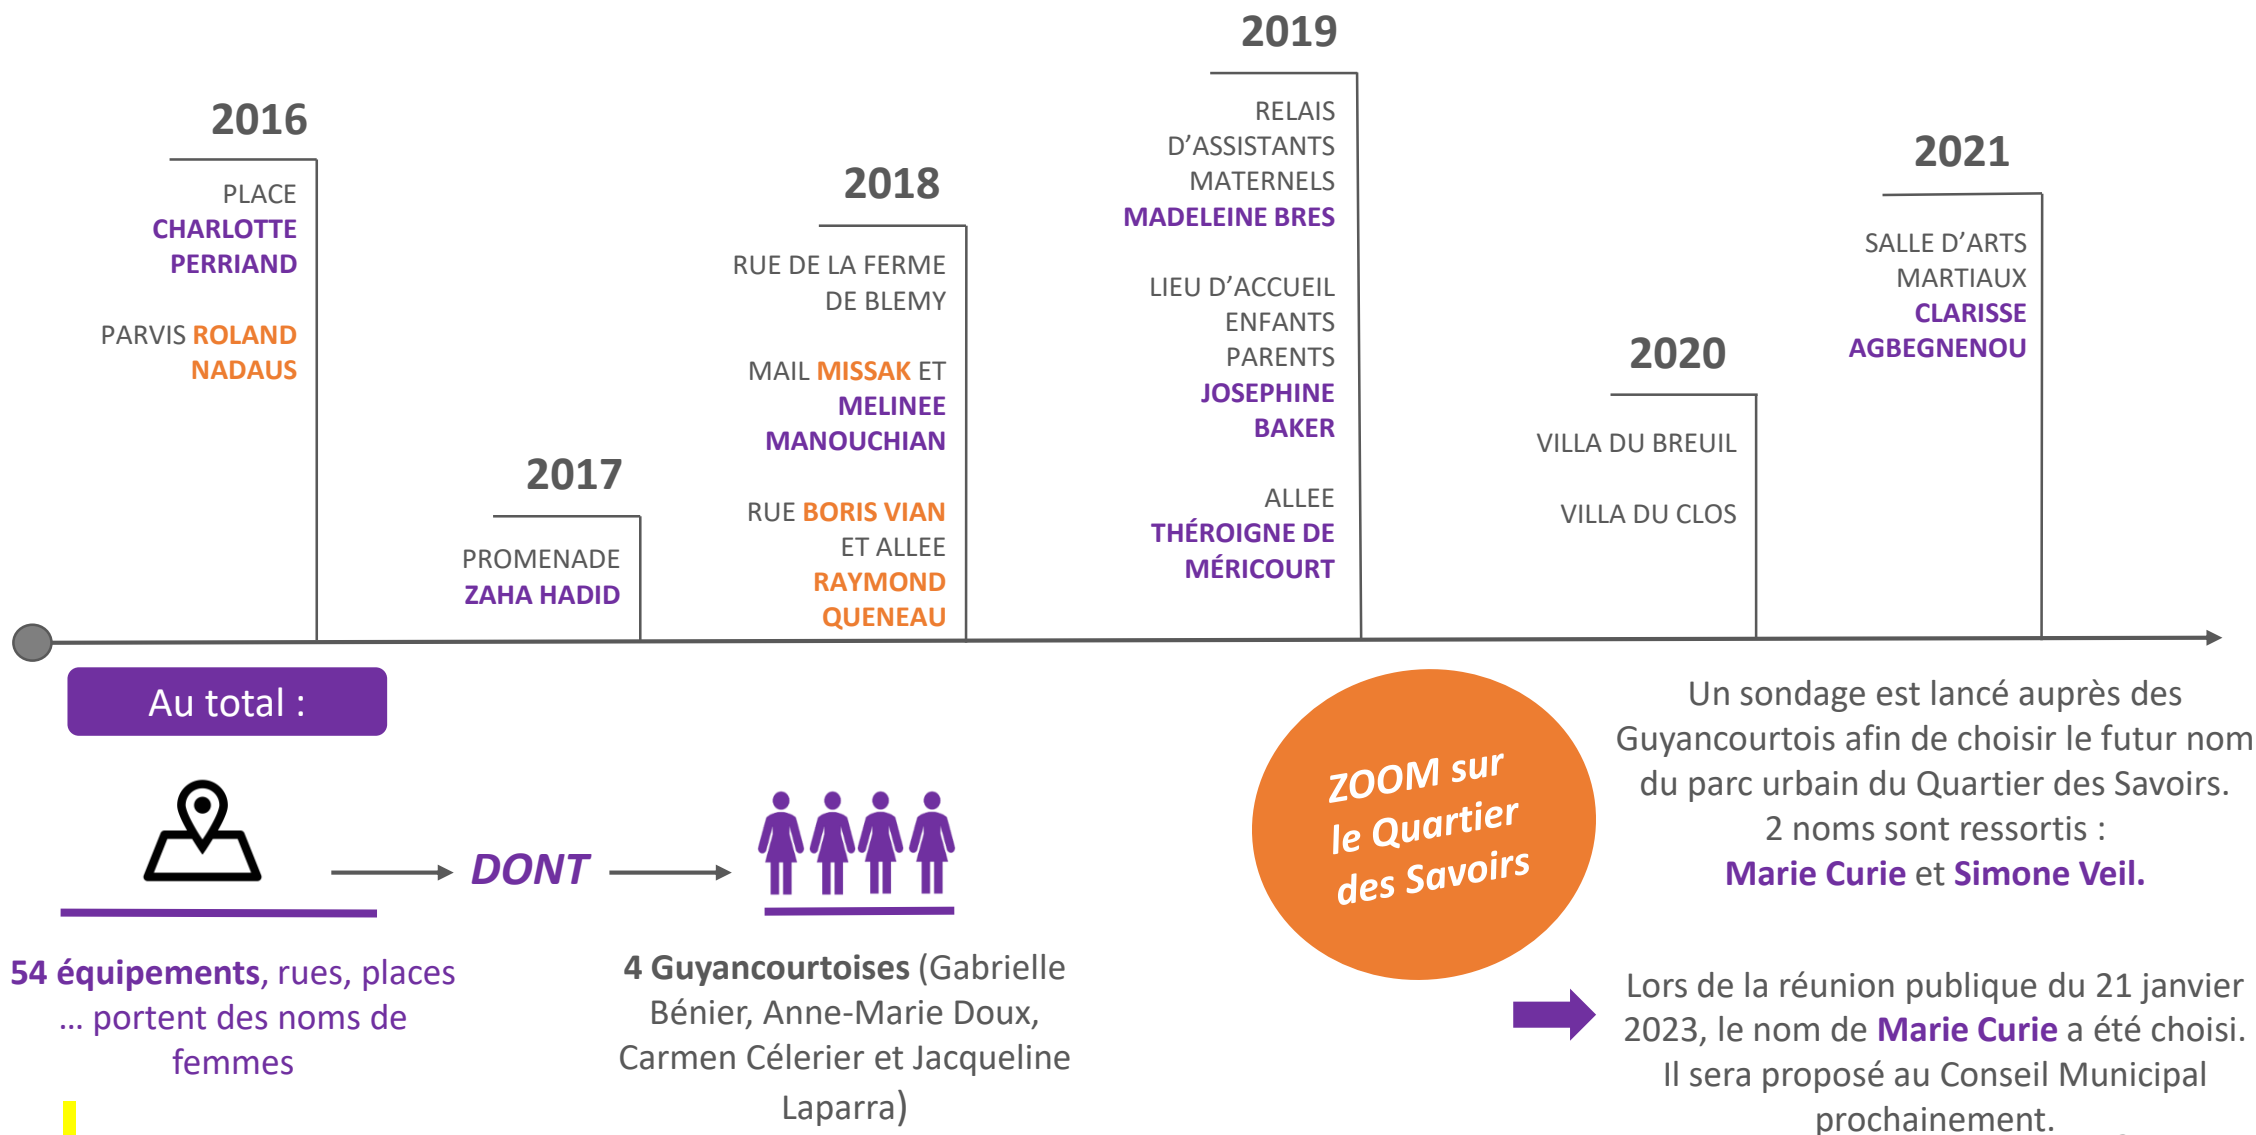 2016
PLACE
CHARLOTTE
PERRIAND
PARVIS ROLAND
NADAUS
2017
PROMENADE
ZAHA HADID
2018
RUE DE LA FERME
DE BLEMY
MAIL MISSAK ET
MELINEE
MANOUCHIAN
RUE BORIS VIAN
ET ALLEE
RAYMOND
QUENEAU
2019
RELAIS
D’ASSISTANTS
MATERNELS
MADELEINE BRES
LIEU D’ACCUEIL
ENFANTS
PARENTS
JOSEPHINE
BAKER
ALLEE
THÉROIGNE DE
MÉRICOURT
2020
VILLA DU BREUIL
VILLA DU CLOS
2021
SALLE D’ARTS
MARTIAUX
CLARISSE
AGBEGNENOU
Au total :
54 équipements, rues, places
... portent des noms de
femmes
DONT
4 Guyancourtoises (Gabrielle
Bénier, Anne-Marie Doux,
Carmen Célerier et Jacqueline
Laparra)
ZOOM sur
le Quartier
des Savoirs
Un sondage est lancé auprès des
Guyancourtois afin de choisir le futur nom
du parc urbain du Quartier des Savoirs.
2 noms sont ressortis :
Marie Curie et Simone Veil.
Lors de la réunion publique du 21 janvier
2023, le nom de Marie Curie a été choisi.
Il sera proposé au Conseil Municipal
prochainement.